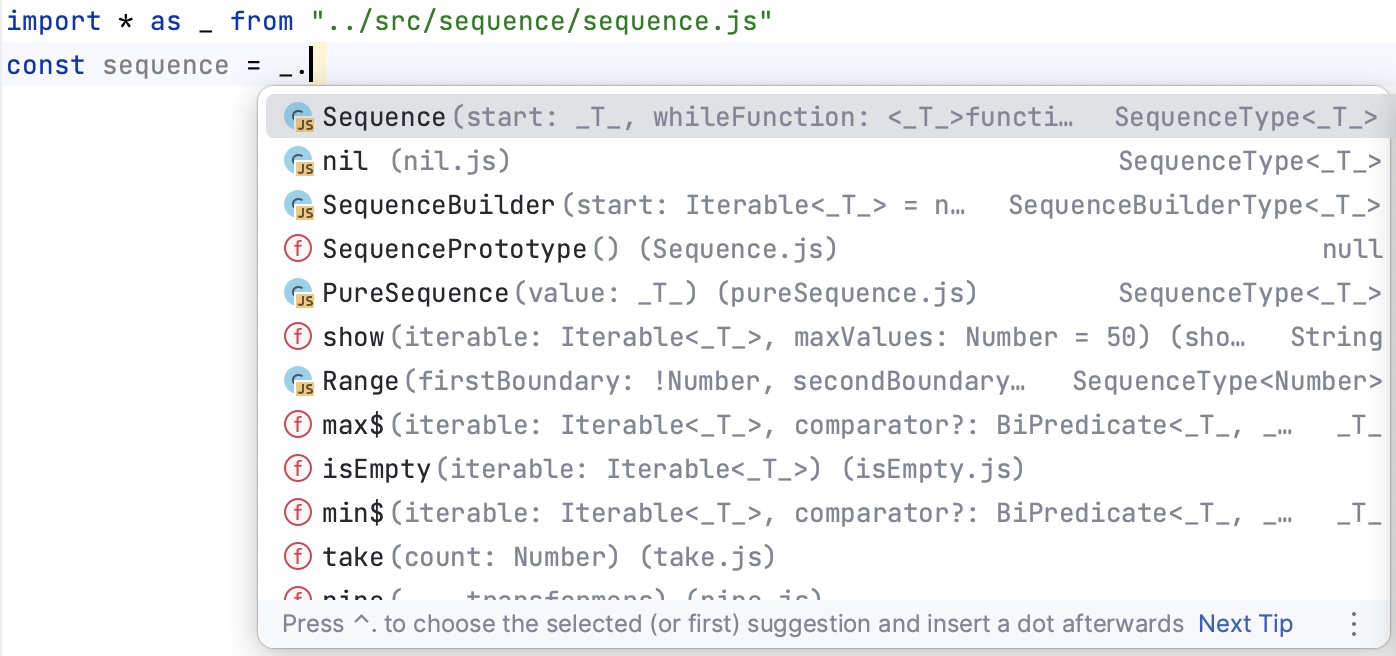 import * as _ from "../src/sequence/sequence.js"
const sequence = _.
Sequence(start: _T_, whileFunction: <_T_>functi… SequenceType<_T_>
nil (nil.js) SequenceType<_T_>
SequenceBuilder(start: Iterable<_T_> = n… SequenceBuilderType<_T_>
SequencePrototype() (Sequence.js) null
PureSequence(value: _T_) (pureSequence.js) SequenceType<_T_>
show(iterable: Iterable<_T_>, maxValues: Number = 50) (sho… String
Range(firstBoundary: !Number, secondBoundary… SequenceType<Number>
max$(iterable: Iterable<_T_>, comparator?: BiPredicate<_T_, _… _T_
isEmpty(iterable: Iterable<_T_>) (isEmpty.js)
min$(iterable: Iterable<_T_>, comparator?: BiPredicate<_T_, _… _T_
take(count: Number) (take.js)
pipe(... transformers) (pipe.js)
Press ^. to choose the selected (or first) suggestion and insert a dot afterwards Next Tip